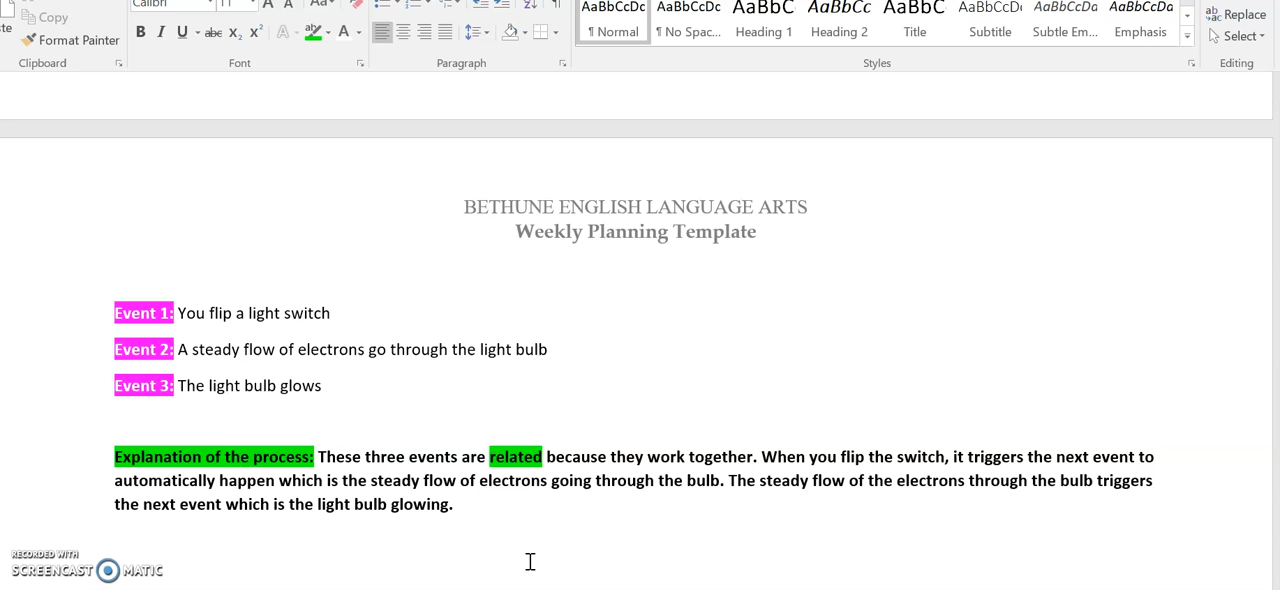 Calibri 11 Aa AaBbCcDc AaBbCcDc AaBbC AaBbCc AaBbC AaBbCcD AaBbCcDa AaBbCcDa
Copy Replace
Format Painter B I U abc X₂ X² A ab A ¶ Normal ¶ No Spac... Heading 1 Heading 2 Title Subtitle Subtle Em... Emphasis Select
Clipboard Font Paragraph Styles Editing
BETHUNE ENGLISH LANGUAGE ARTS
Weekly Planning Template
Event 1: You flip a light switch
Event 2: A steady flow of electrons go through the light bulb
Event 3: The light bulb glows
Explanation of the process: These three events are related because they work together. When you flip the switch, it triggers the next event to
automatically happen which is the steady flow of electrons going through the bulb. The steady flow of the electrons through the bulb triggers
the next event which is the light bulb glowing.
RECORDED WITH
SCREENCAST MATIC